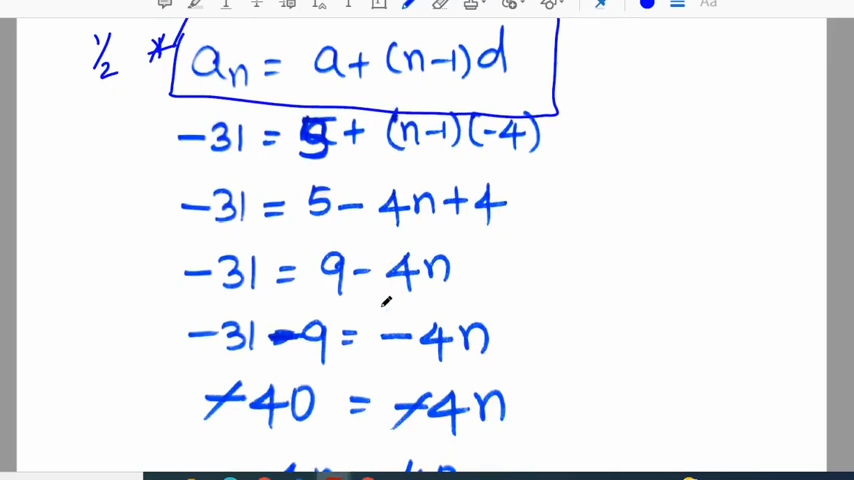 1/2 * aₙ = a + (n-1)d
-31 = 5 + (n-1)(-4)
-31 = 5 - 4n + 4
-31 = 9 - 4n
-31 - 9 = -4n
-40 = -4n